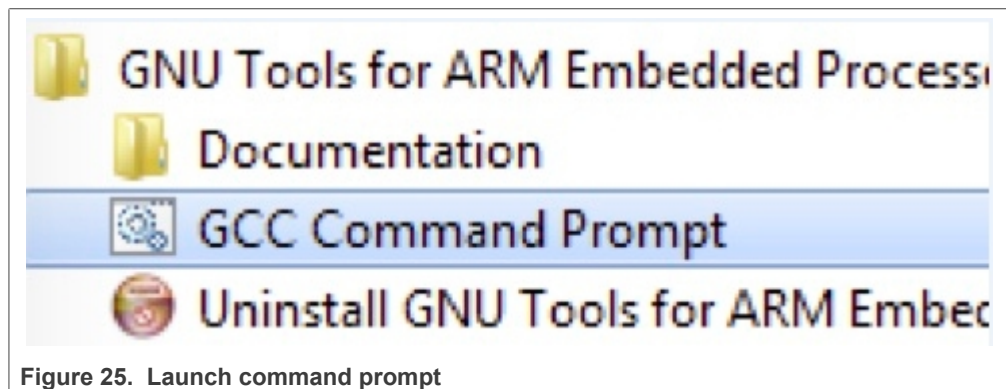 GNU Tools for ARM Embedded Process
Documentation
GCC Command Prompt
Uninstall GNU Tools for ARM Embed
Figure 25. Launch command prompt